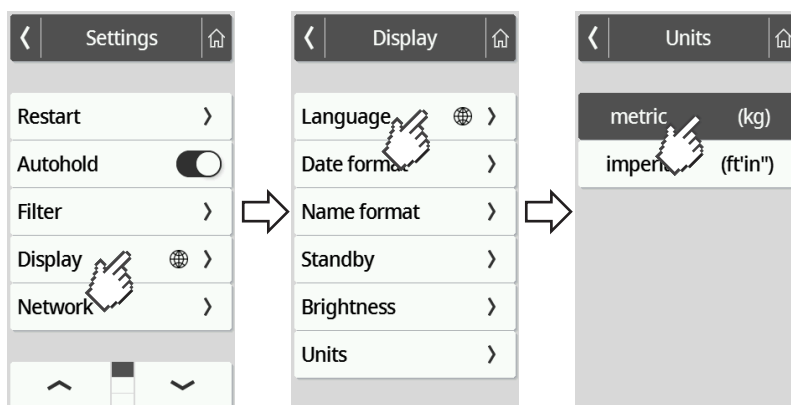 Settings
Restart
Autohold
Filter
Display
Network
Display
Language
Date format
Name format
Standby
Brightness
Units
Units
metric (kg)
(ft'in")